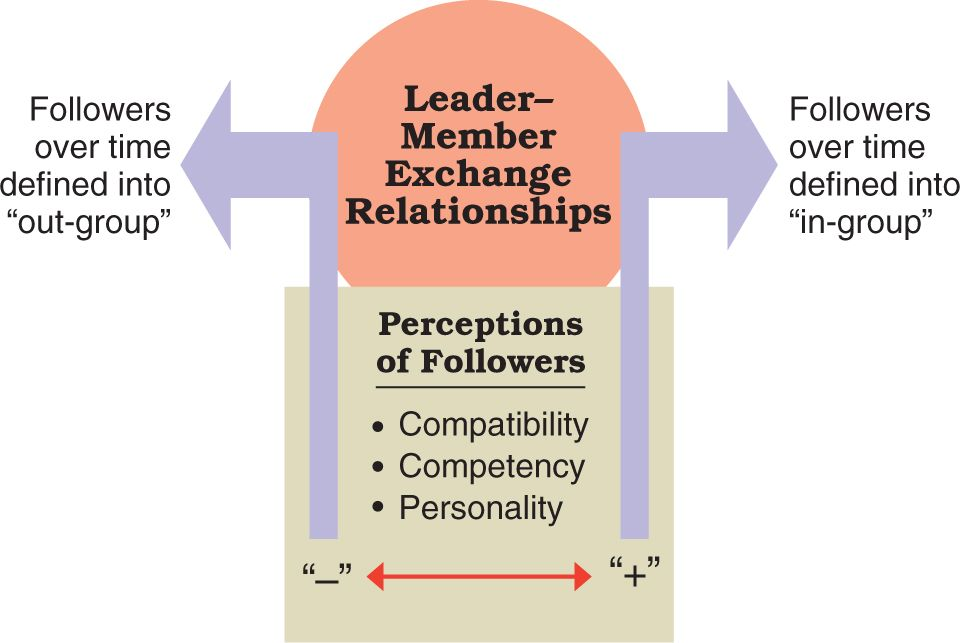 Leader–
Member
Exchange
Relationships
Followers
over time
defined into
“out-group”
Followers
over time
defined into
“in-group”
Perceptions
of Followers
• Compatibility
• Competency
• Personality
“–”
“+”